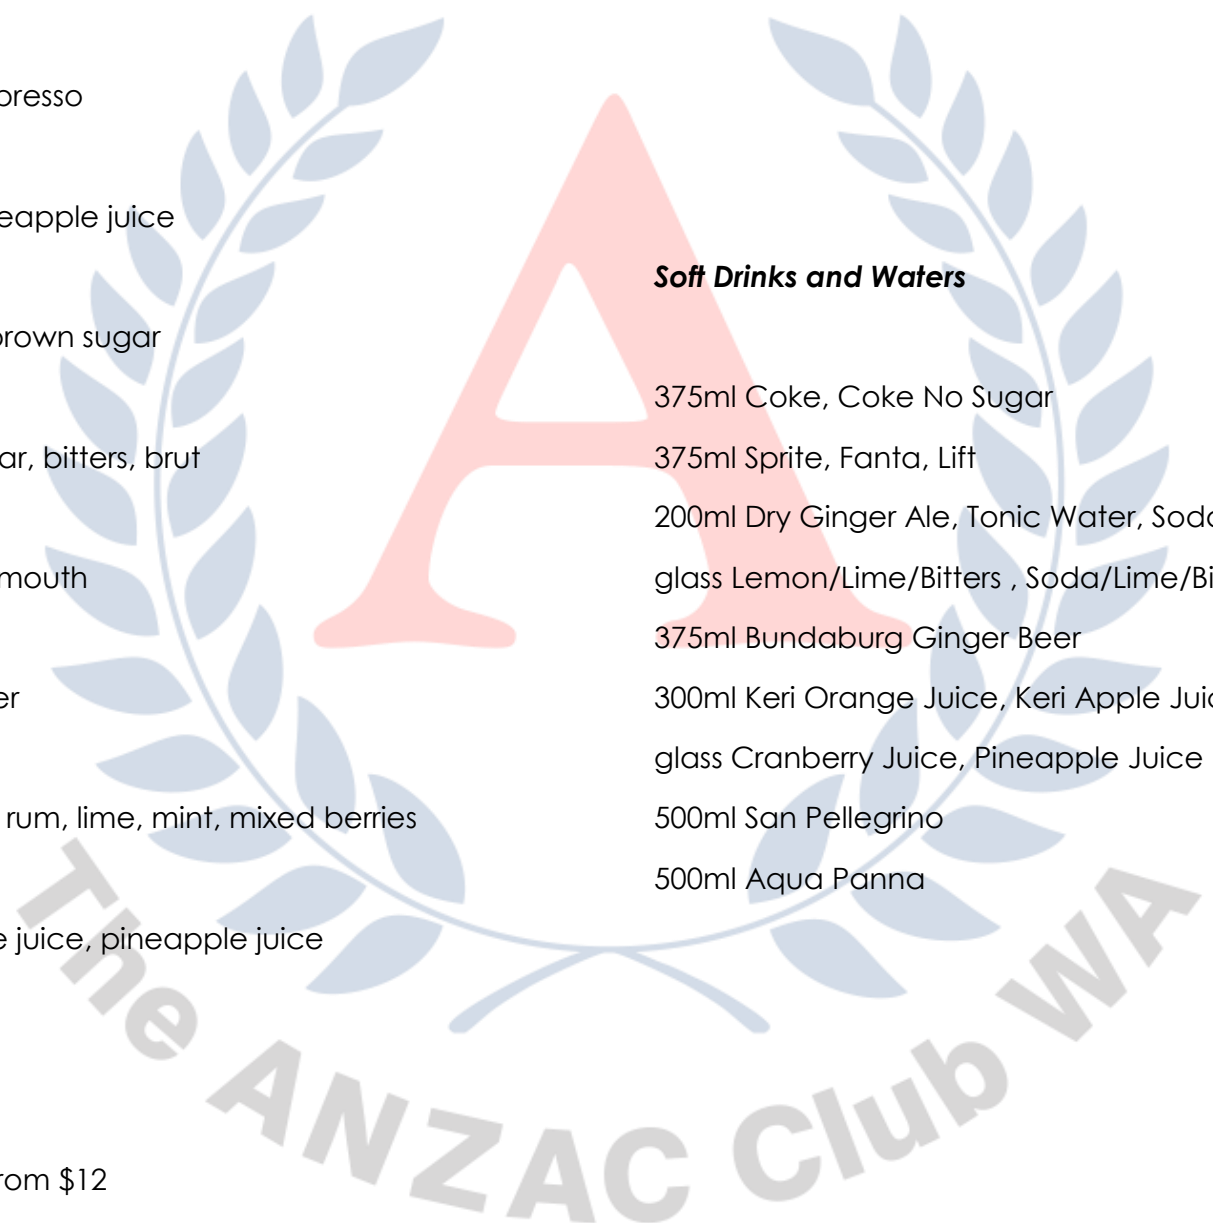 presso
eapple juice
brown sugar
ar, bitters, brut
mouth
er
rum, lime, mint, mixed berries
e juice, pineapple juice
rom $12
Soft Drinks and Waters
375ml Coke, Coke No Sugar
375ml Sprite, Fanta, Lift
200ml Dry Ginger Ale, Tonic Water, Soda
glass Lemon/Lime/Bitters , Soda/Lime/Bi
375ml Bundaburg Ginger Beer
300ml Keri Orange Juice, Keri Apple Juic
glass Cranberry Juice, Pineapple Juice
500ml San Pellegrino
500ml Aqua Panna
The ANZAC Club WA
A